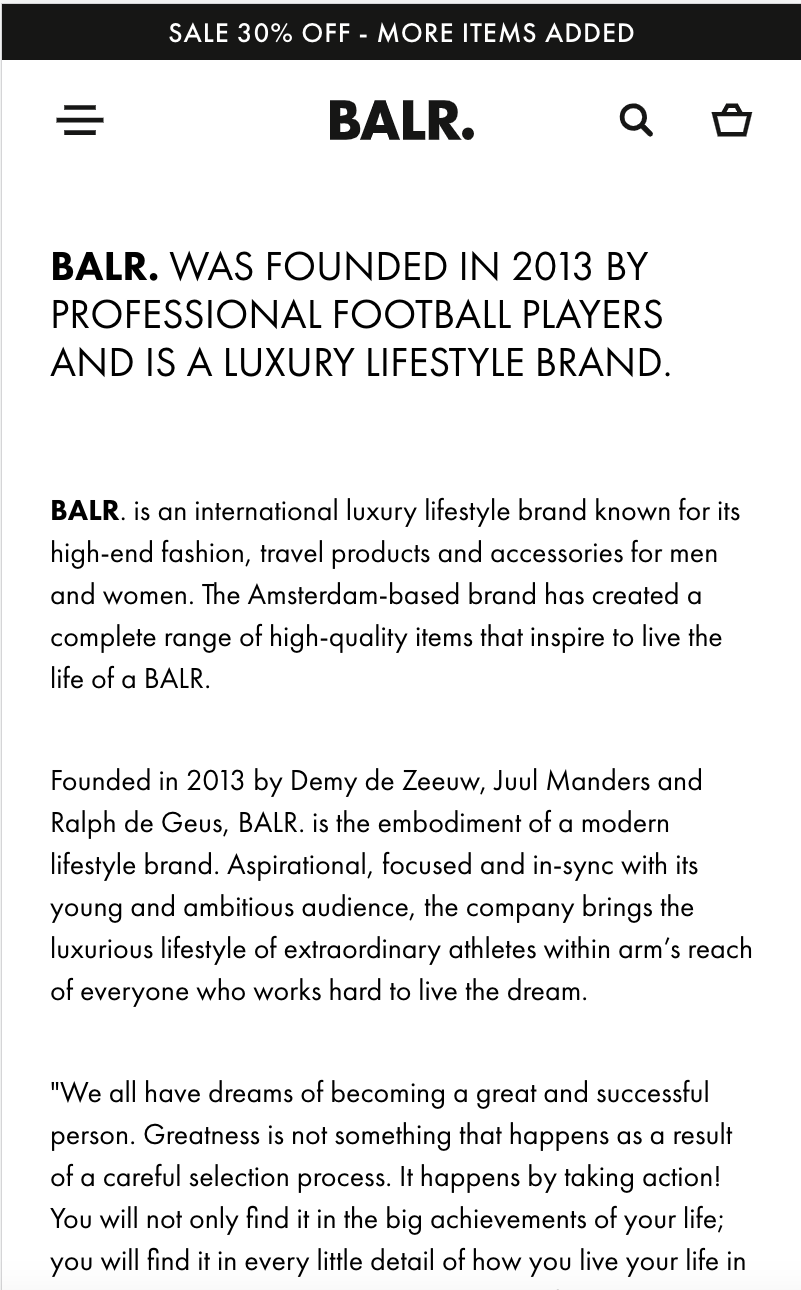 SALE 30% OFF - MORE ITEMS ADDED
BALR.
BALR. WAS FOUNDED IN 2013 BY
PROFESSIONAL FOOTBALL PLAYERS
AND IS A LUXURY LIFESTYLE BRAND.
BALR. is an international luxury lifestyle brand known for its
high-end fashion, travel products and accessories for men
and women. The Amsterdam-based brand has created a
complete range of high-quality items that inspire to live the
life of a BALR.
Founded in 2013 by Demy de Zeeuw, Juul Manders and
Ralph de Geus, BALR. is the embodiment of a modern
lifestyle brand. Aspirational, focused and in-sync with its
young and ambitious audience, the company brings the
luxurious lifestyle of extraordinary athletes within arm’s reach
of everyone who works hard to live the dream.
"We all have dreams of becoming a great and successful
person. Greatness is not something that happens as a result
of a careful selection process. It happens by taking action!
You will not only find it in the big achievements of your life;
you will find it in every little detail of how you live your life in